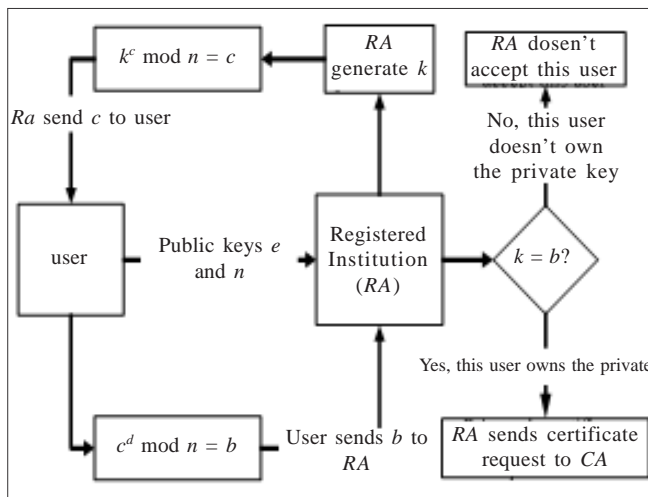 k^c mod n = c
RA
generate k
RA dosen't
accept this user
Ra send c to user
No, this user
doesn't own
the private key
user
Public keys e
and n
Registered
Institution
(RA)
k = b?
Yes, this user owns the private
c^d mod n = b
User sends b to
RA
RA sends certificate
request to CA